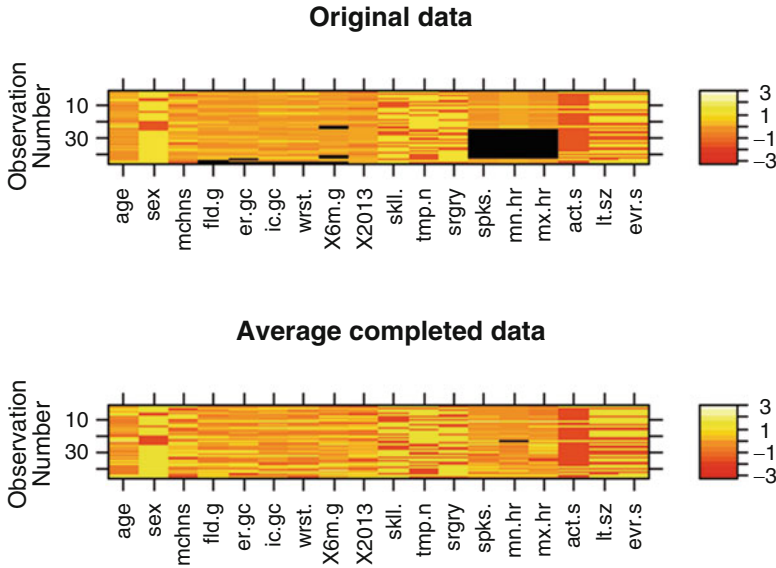 Original data
Observation
Number
10
30
age
sex
mchns
fld.g
er.gc
ic.gc
wrst.
X6m.g
X2013
skll.
tmp.n
srgry
spks.
mn.hr
mx.hr
act.s
lt.sz
evr.s
3
1
−1
−3
Average completed data
Observation
Number
10
30
age
sex
mchns
fld.g
er.gc
ic.gc
wrst.
X6m.g
X2013
skll.
tmp.n
srgry
spks.
mn.hr
mx.hr
act.s
lt.sz
evr.s
3
1
−1
−3